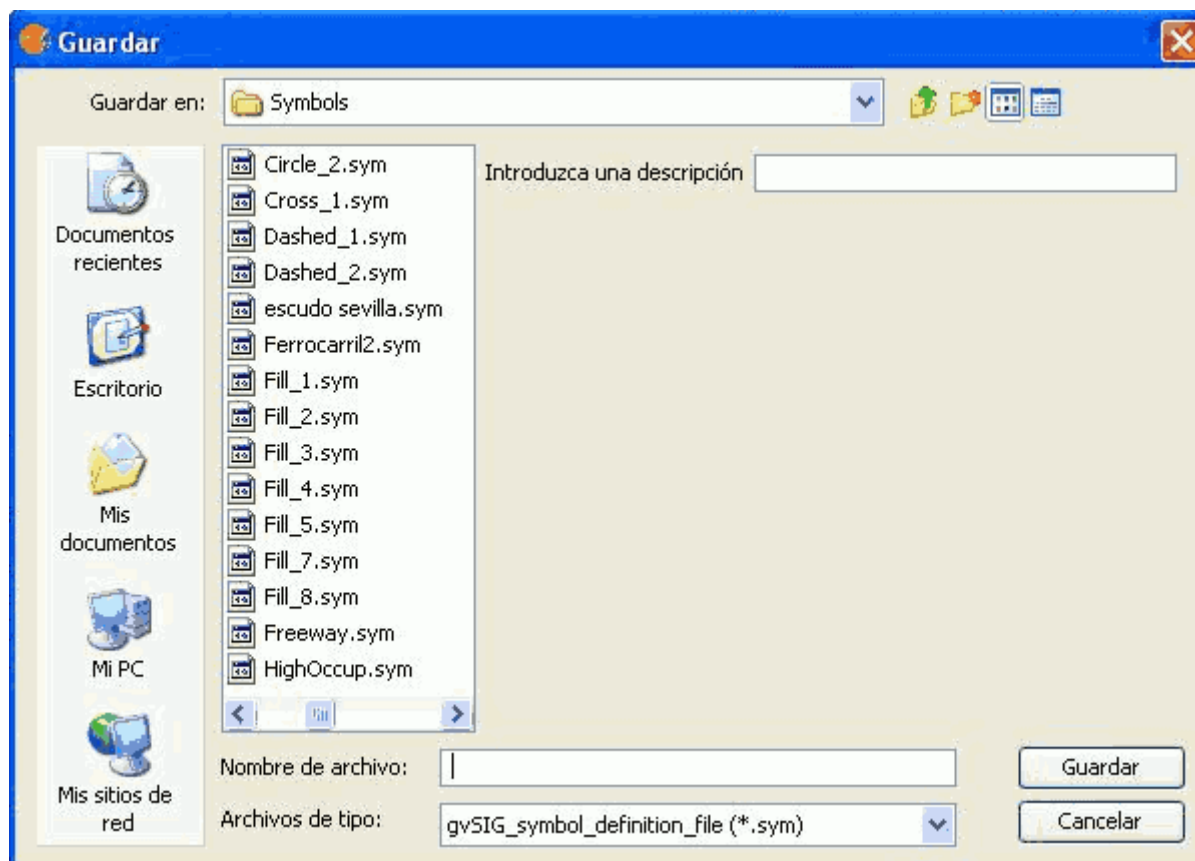 Guardar
Guardar en: Symbols
Documentos recientes
Escritorio
Mis documentos
Mi PC
Mis sitios de red
Circle_2.sym
Cross_1.sym
Dashed_1.sym
Dashed_2.sym
escudo sevilla.sym
Ferrocarril2.sym
Fill_1.sym
Fill_2.sym
Fill_3.sym
Fill_4.sym
Fill_5.sym
Fill_7.sym
Fill_8.sym
Freeway.sym
HighOccup.sym
Introduzca una descripción
Nombre de archivo:
Guardar
Archivos de tipo: gvSIG_symbol_definition_file (*.sym)
Cancelar